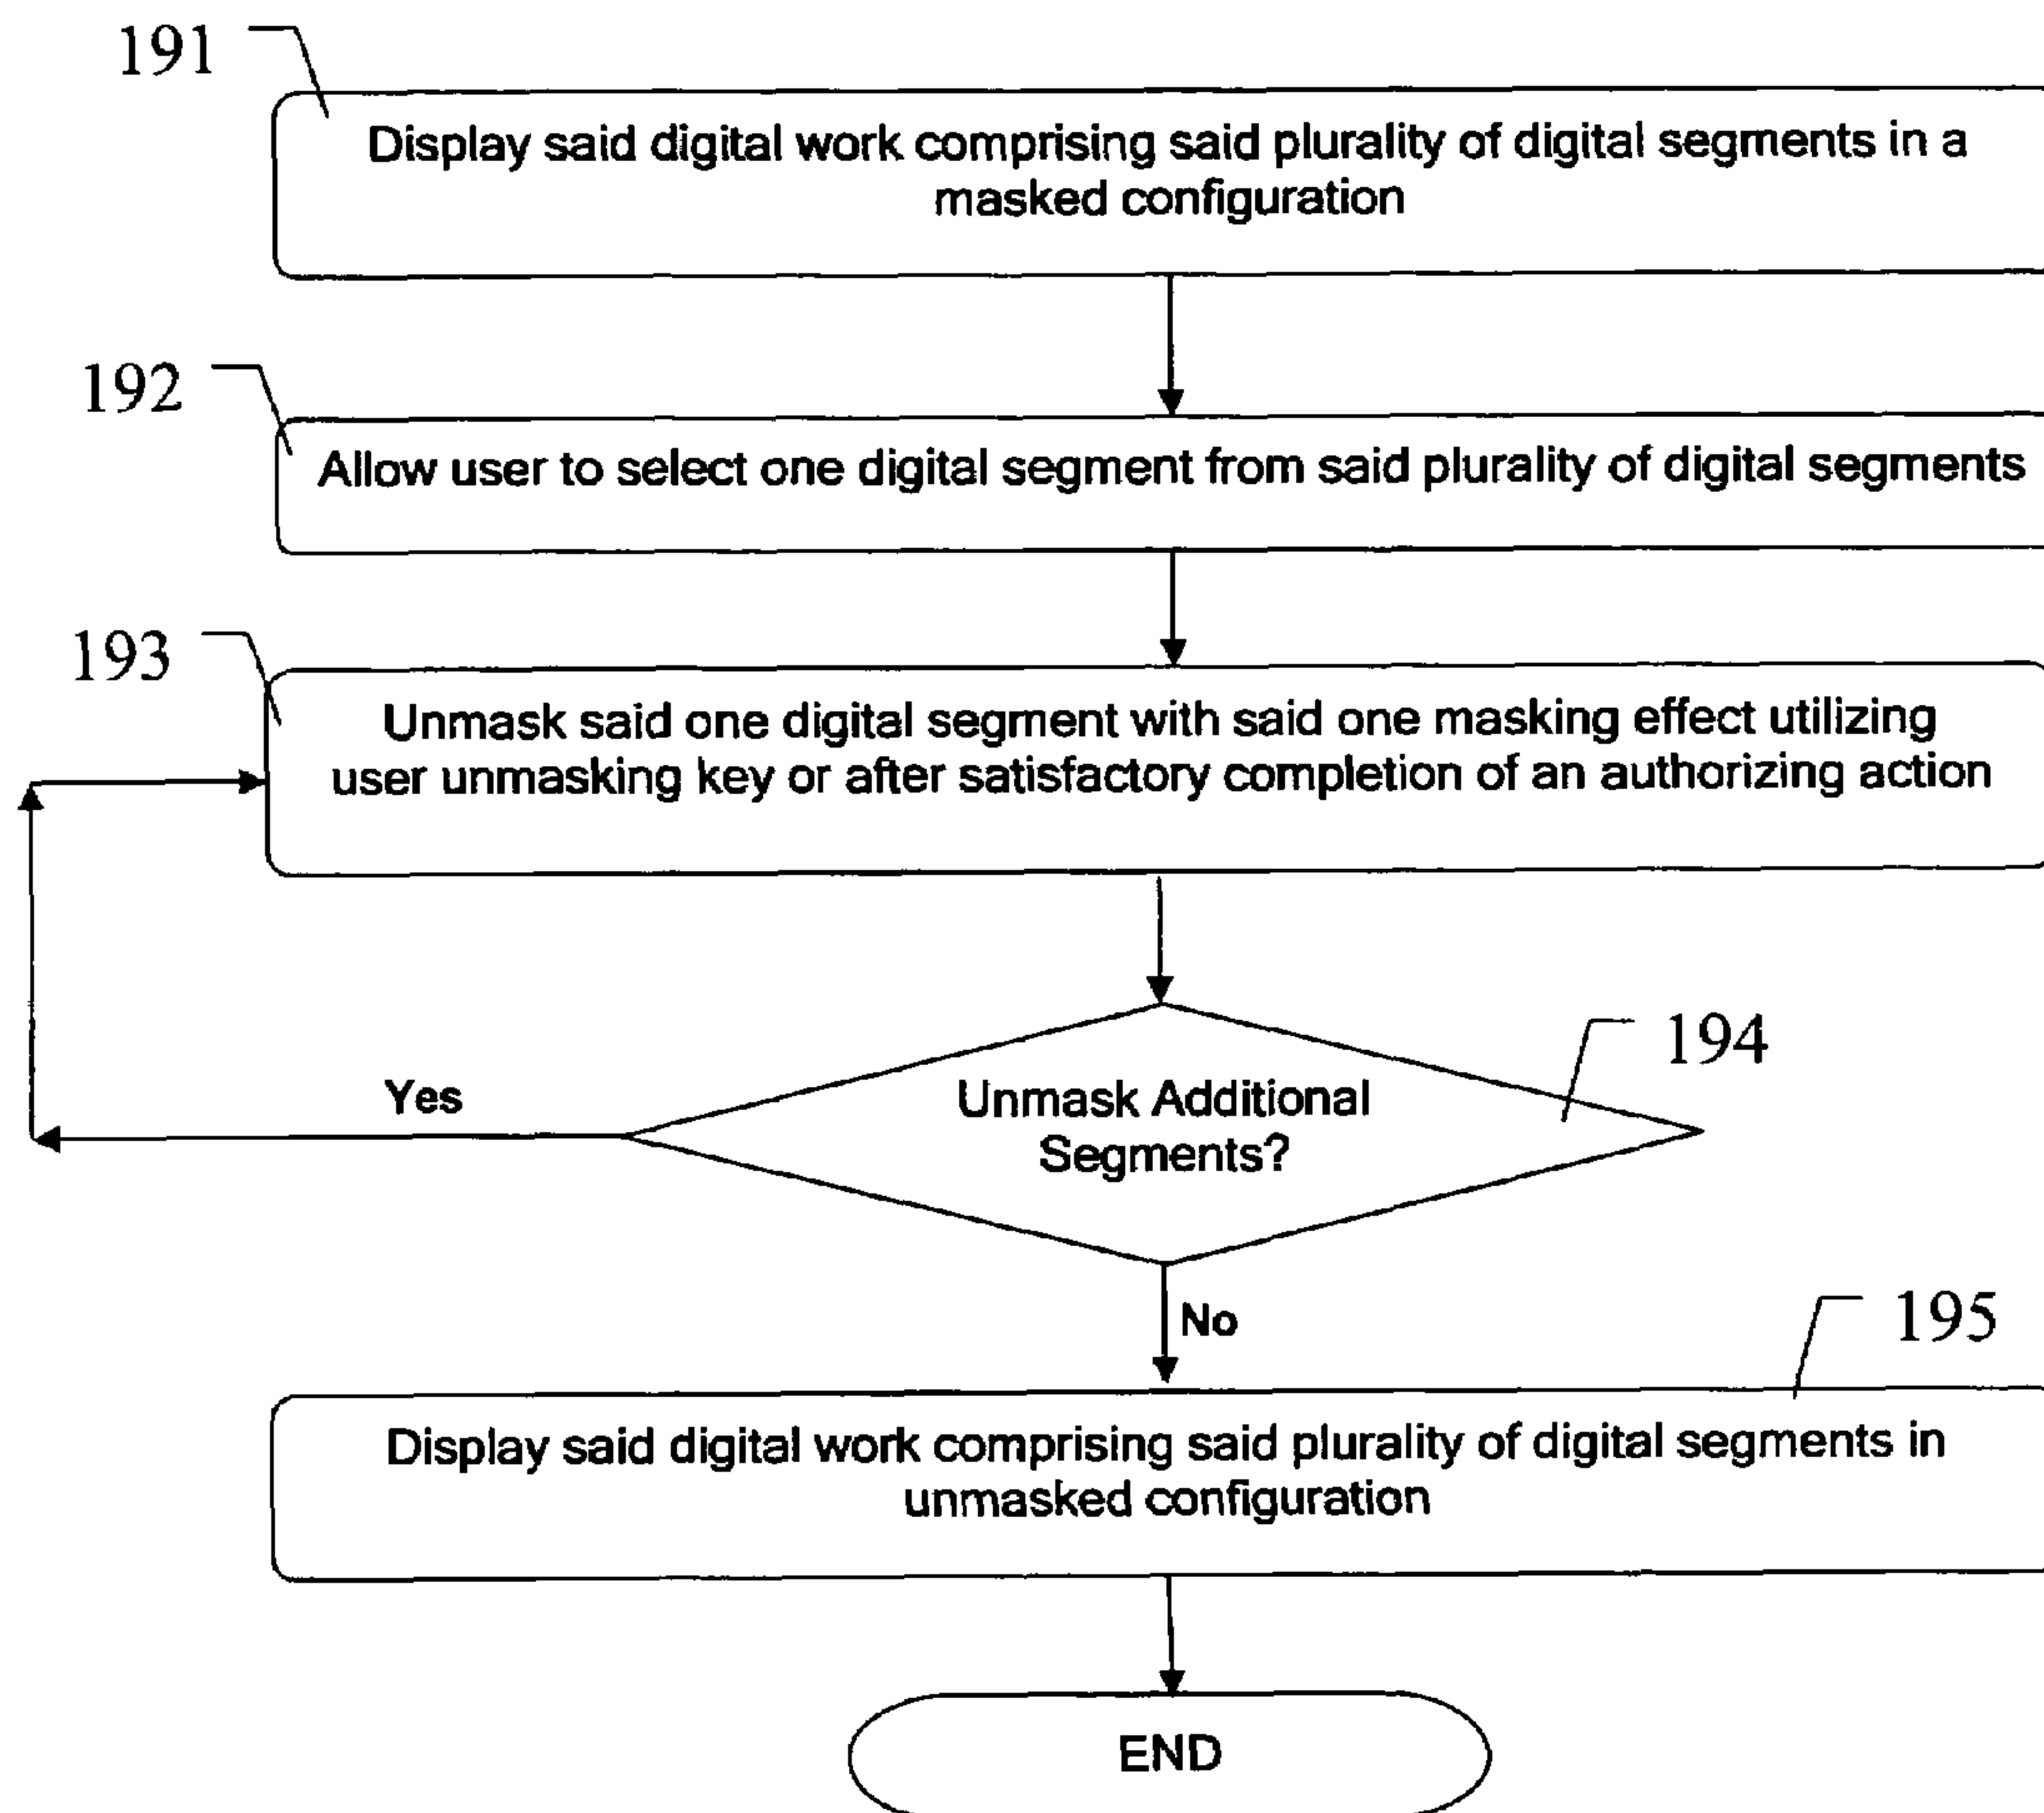 191
Display said digital work comprising said plurality of digital segments in a
masked configuration
192
Allow user to select one digital segment from said plurality of digital segments
193
Unmask said one digital segment with said one masking effect utilizing
user unmasking key or after satisfactory completion of an authorizing action
194
Unmask Additional
Segments?
Yes
No
195
Display said digital work comprising said plurality of digital segments in
unmasked configuration
END